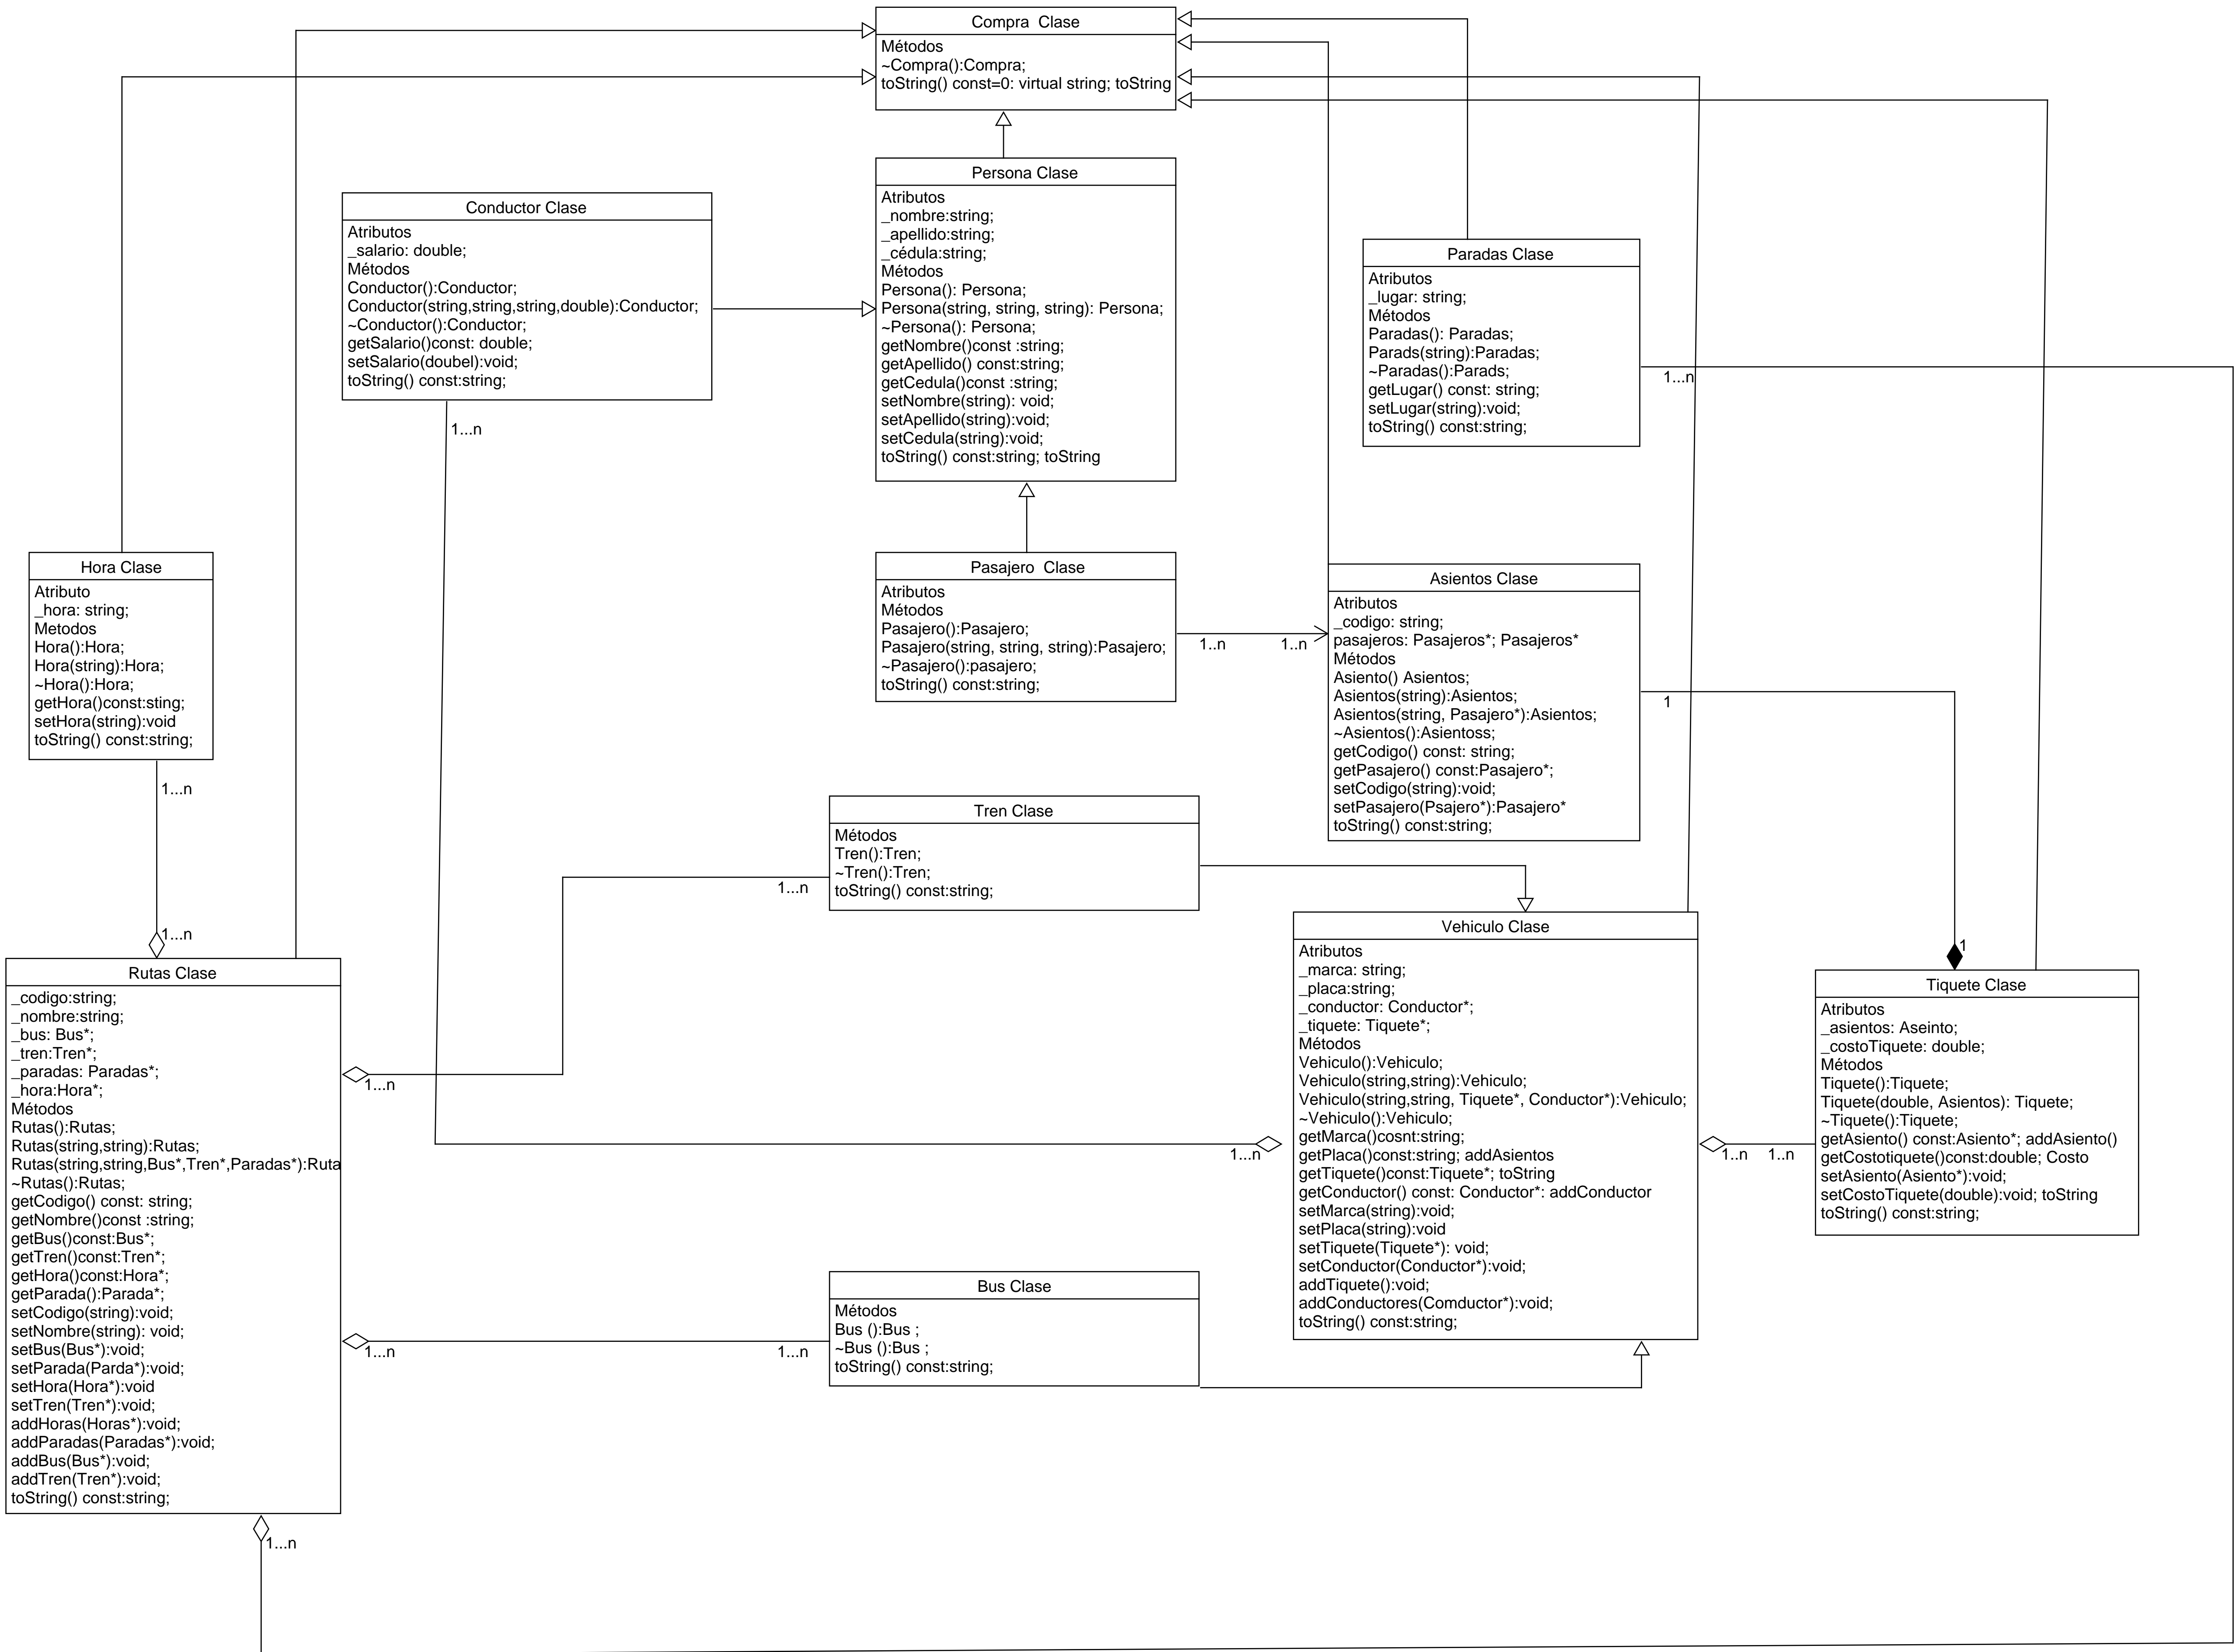 Compra  Clase
Métodos
~Compra():Compra;
toString() const=0: virtual string; toString
Persona Clase
Atributos
_nombre:string;
_apellido:string;
_cédula:string;
Métodos
Persona(): Persona;
Persona(string, string, string): Persona;
~Persona(): Persona;
getNombre()const :string;
getApellido() const:string;
getCedula()const :string;
setNombre(string): void;
setApellido(string):void;
setCedula(string):void;
toString() const:string; toString
Conductor Clase
Atributos
_salario: double;
Métodos
Conductor():Conductor;
Conductor(string,string,string,double):Conductor;
~Conductor():Conductor;
getSalario()const: double;
setSalario(doubel):void;
toString() const:string;
1...n
Paradas Clase
Atributos
_lugar: string;
Métodos
Paradas(): Paradas;
Parads(string):Paradas;
~Paradas():Parads;
getLugar() const: string;
setLugar(string):void;
toString() const:string;
1...n
Hora Clase
Atributo
_hora: string;
Metodos
Hora():Hora;
Hora(string):Hora;
~Hora():Hora;
getHora()const:sting;
setHora(string):void
toString() const:string;
1...n
1...n
Pasajero  Clase
Atributos
Métodos
Pasajero():Pasajero;
Pasajero(string, string, string):Pasajero;
~Pasajero():pasajero;
toString() const:string;
1..n
1..n
Asientos Clase
Atributos
_codigo: string;
pasajeros: Pasajeros*; Pasajeros*
Métodos
Asiento() Asientos;
Asientos(string):Asientos;
Asientos(string, Pasajero*):Asientos;
~Asientos():Asientoss;
getCodigo() const: string;
getPasajero() const:Pasajero*;
setCodigo(string):void;
setPasajero(Psajero*):Pasajero*
toString() const:string;
1
1
Tren Clase
Métodos
Tren():Tren;
~Tren():Tren;
toString() const:string;
1...n
1...n
Rutas Clase
_codigo:string;
_nombre:string;
_bus: Bus*;
_tren:Tren*;
_paradas: Paradas*;
_hora:Hora*;
Métodos
Rutas():Rutas;
Rutas(string,string):Rutas;
Rutas(string,string,Bus*,Tren*,Paradas*):Ruta
~Rutas():Rutas;
getCodigo() const: string;
getNombre()const :string;
getBus()const:Bus*;
getTren()const:Tren*;
getHora()const:Hora*;
getParada():Parada*;
setCodigo(string):void;
setNombre(string): void;
setBus(Bus*):void;
setParada(Parda*):void;
setHora(Hora*):void
setTren(Tren*):void;
addHoras(Horas*):void;
addParadas(Paradas*):void;
addBus(Bus*):void;
addTren(Tren*):void;
toString() const:string;
1...n
Vehiculo Clase
Atributos
_marca: string;
_placa:string;
_conductor: Conductor*;
_tiquete: Tiquete*;
Métodos
Vehiculo():Vehiculo;
Vehiculo(string,string):Vehiculo;
Vehiculo(string,string, Tiquete*, Conductor*):Vehiculo;
~Vehiculo():Vehiculo;
getMarca()cosnt:string;
getPlaca()const:string; addAsientos
getTiquete()const:Tiquete*; toString
getConductor() const: Conductor*: addConductor
setMarca(string):void;
setPlaca(string):void
setTiquete(Tiquete*): void;
setConductor(Conductor*):void;
addTiquete():void;
addConductores(Comductor*):void;
toString() const:string;
1...n
1..n
1..n
Tiquete Clase
Atributos
_asientos: Aseinto;
_costoTiquete: double;
Métodos
Tiquete():Tiquete;
Tiquete(double, Asientos): Tiquete;
~Tiquete():Tiquete;
getAsiento() const:Asiento*; addAsiento()
getCostotiquete()const:double; Costo
setAsiento(Asiento*):void;
setCostoTiquete(double):void; toString
toString() const:string;
Bus Clase
Métodos
Bus ():Bus ;
~Bus ():Bus ;
toString() const:string;
1...n
1...n